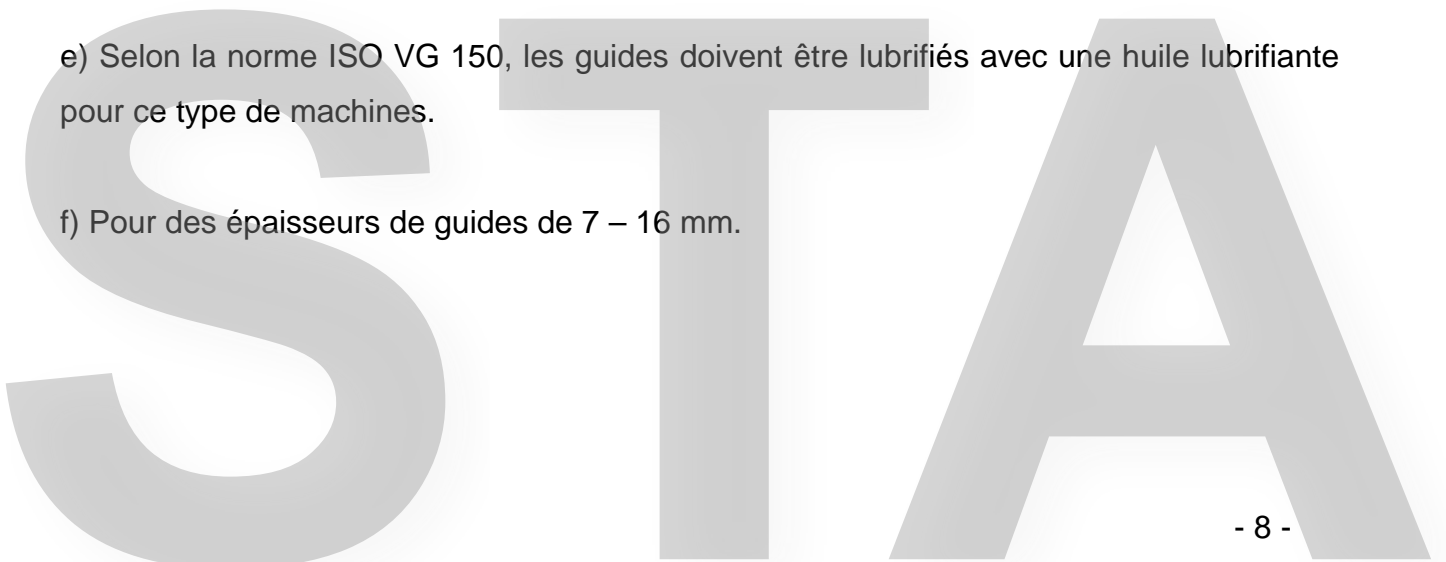 e) Selon la norme ISO VG 150, les guides doivent être lubrifiés avec une huile lubrifiante
pour ce type de machines.
f) Pour des épaisseurs de guides de 7 – 16 mm.
STA
- 8 -